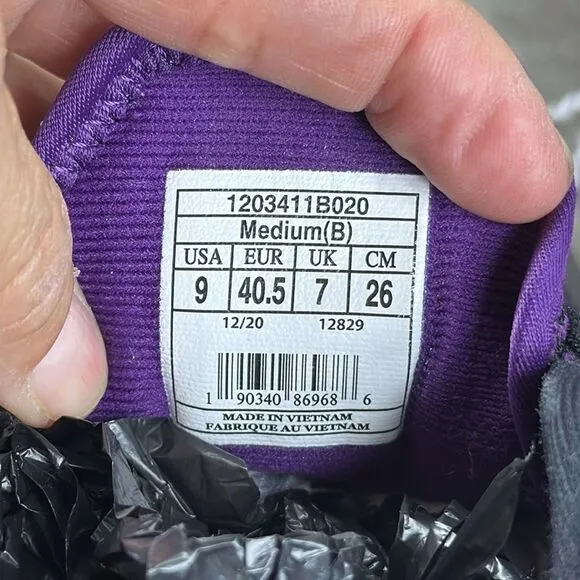 1203411B020
Medium(B)
USA EUR UK CM
9 40.5 7 26
12/20 12829
1 90340 86968 6
MADE IN VIETNAM
FABRIQUE AU VIETNAM